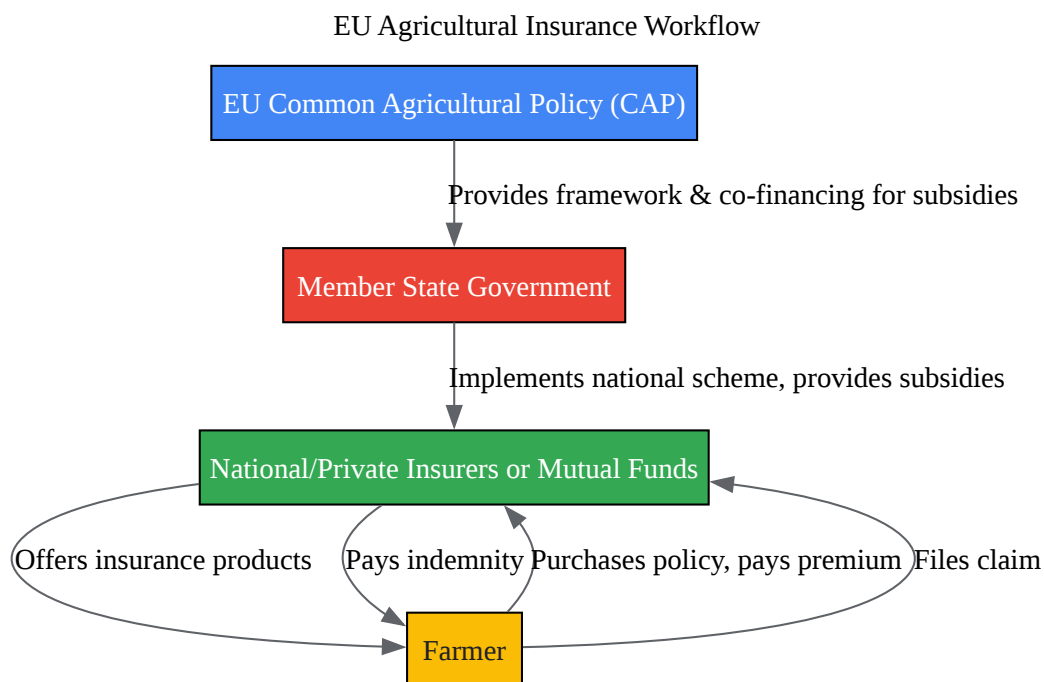 EU Agricultural Insurance Workflow
EU Common Agricultural Policy (CAP)
Provides framework & co-financing for subsidies
Member State Government
Implements national scheme, provides subsidies
National/Private Insurers or Mutual Funds
Offers insurance products
Pays indemnity
Purchases policy, pays premium
Files claim
Farmer